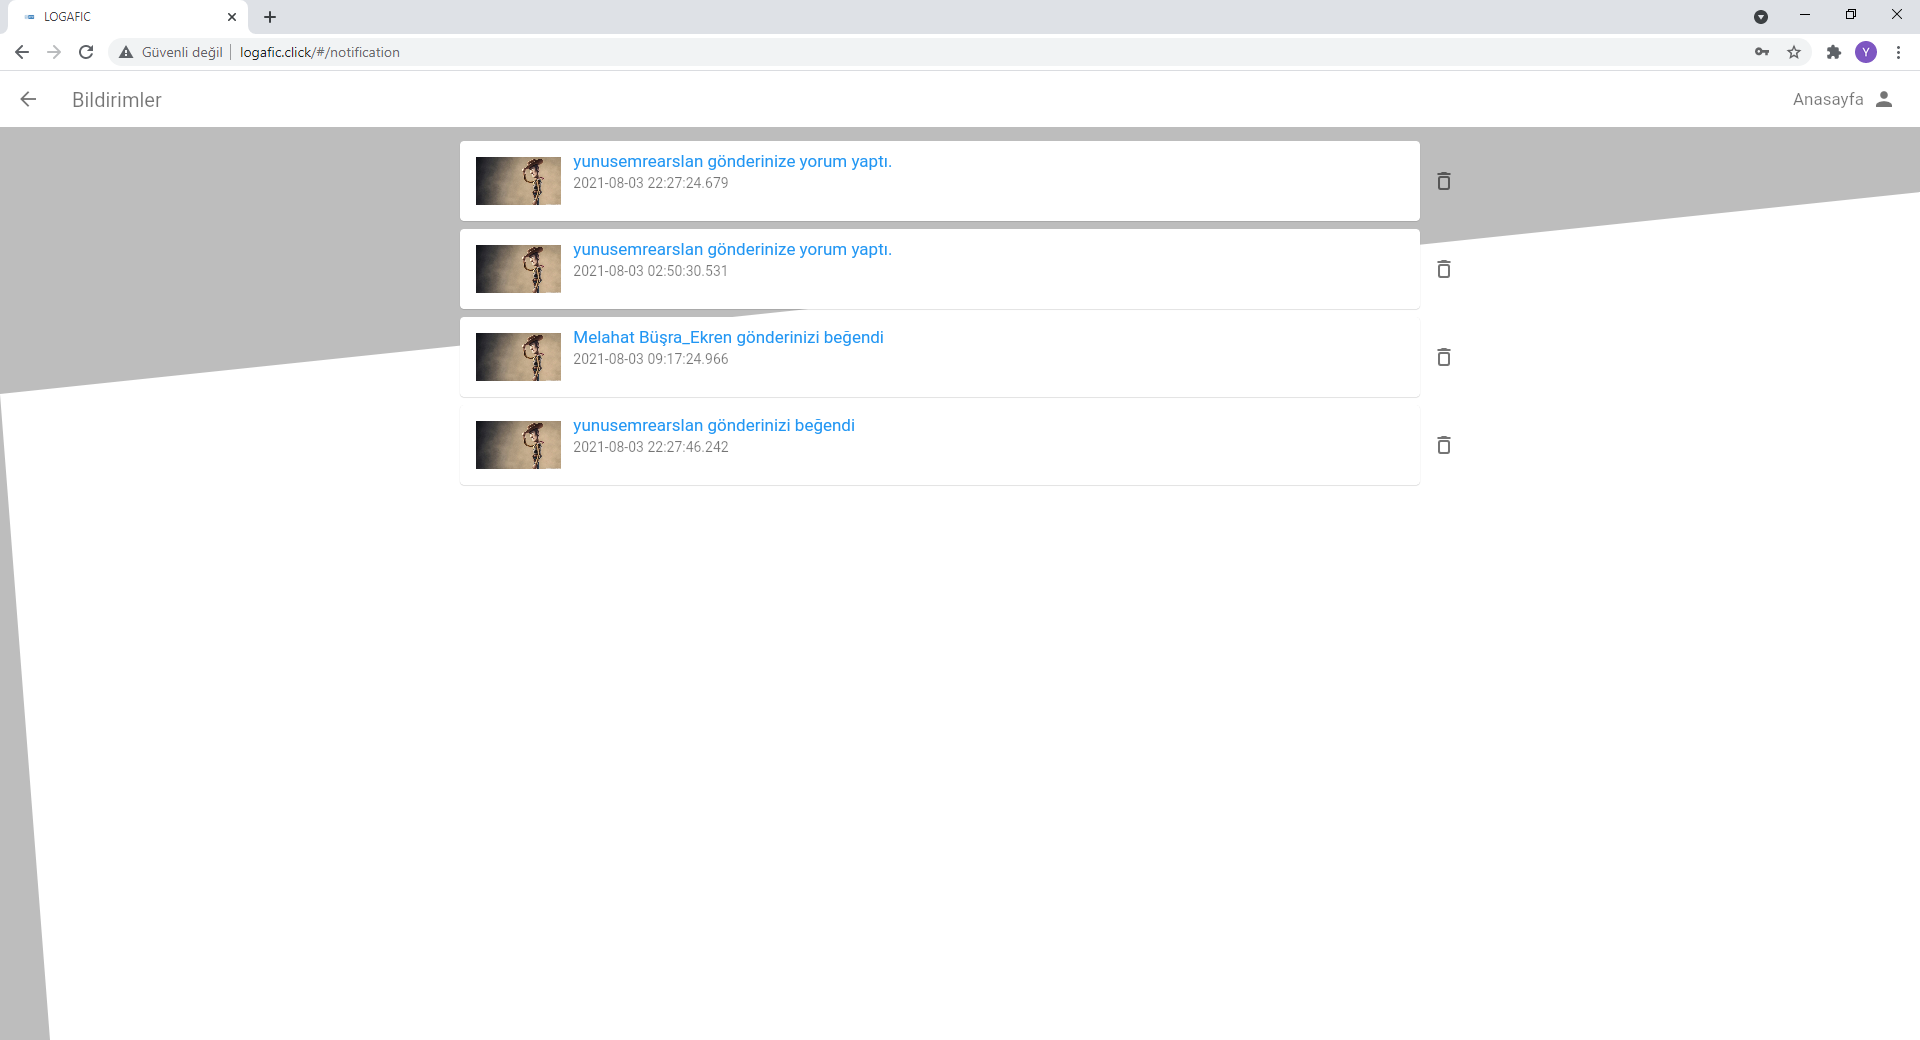 LOGAFIC
Güvenli değil
logafic.click/#/notification
Y
Bildirimler
Anasayfa
yunusemrearslan gönderinize yorum yaptı.
2021-08-03 22:27:24.679
yunusemrearslan gönderinize yorum yaptı.
2021-08-03 02:50:30.531
Melahat Büşra_Ekren gönderinizi beğendi
2021-08-03 09:17:24.966
yunusemrearslan gönderinizi beğendi
2021-08-03 22:27:46.242